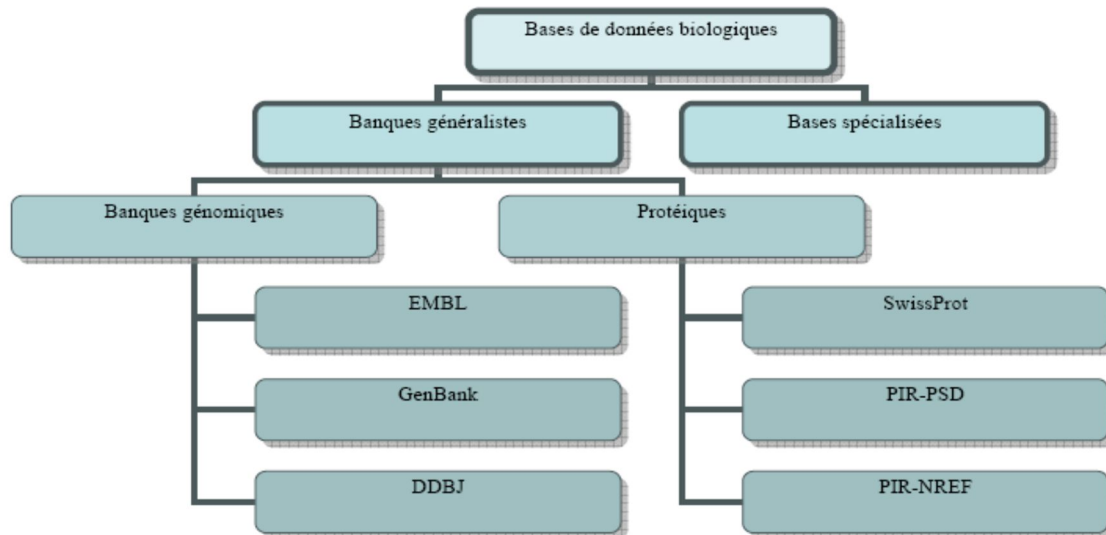 Bases de données biologiques
Banques généralistes
Bases spécialisées
Banques génomiques
Protéiques
EMBL
SwissProt
GenBank
PIR-PSD
DDBJ
PIR-NREF